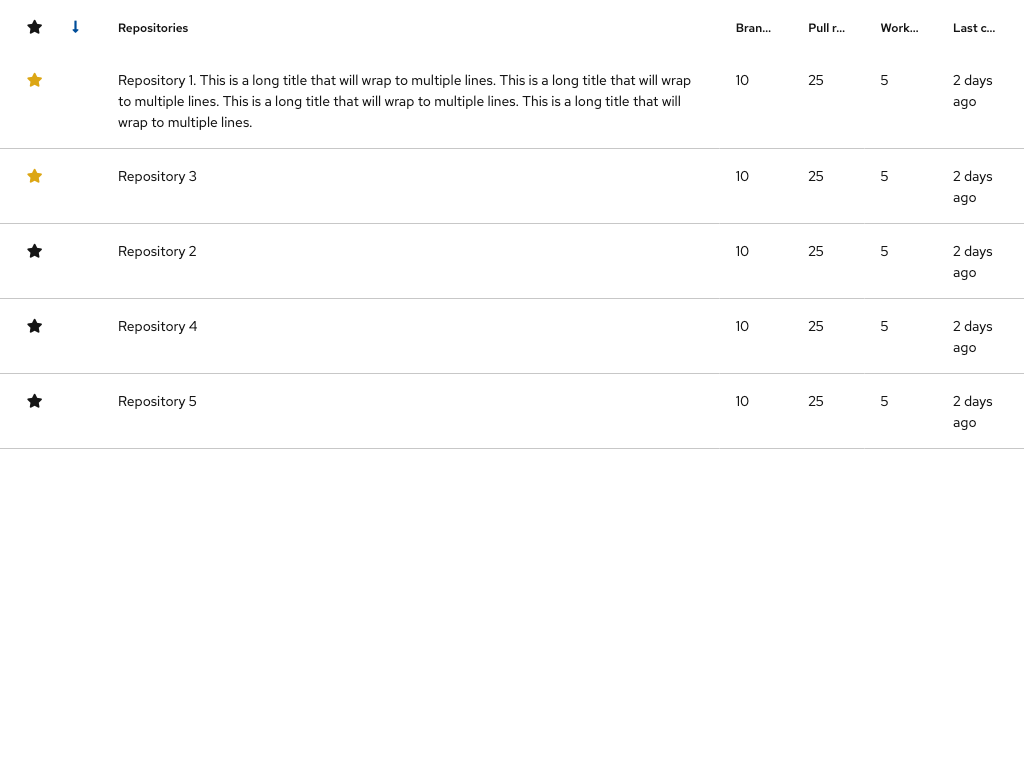 Repositories Bran... Pull r... Work... Last c...
Repository 1. This is a long title that will wrap to multiple lines. This is a long title that will wrap 10 25 5 2 days
to multiple lines. This is a long title that will wrap to multiple lines. This is a long title that will ago
wrap to multiple lines.
Repository 3 10 25 5 2 days
ago
Repository 2 10 25 5 2 days
ago
Repository 4 10 25 5 2 days
ago
Repository 5 10 25 5 2 days
ago